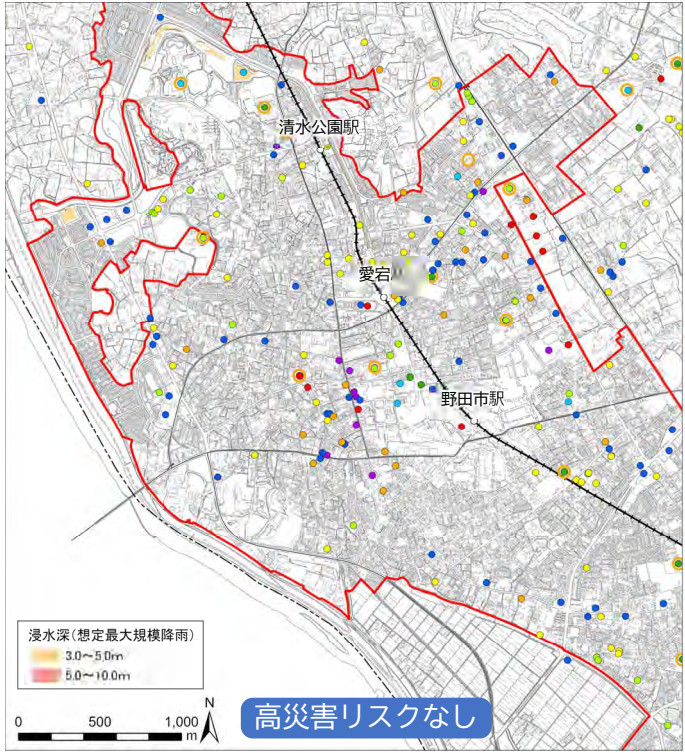 清水公園駅
愛宕
野田市駅
浸水深(想定最大規模降雨)
3.0〜5.0m
5.0〜10.0m
0 500 1,000 m
N
高災害リスクなし